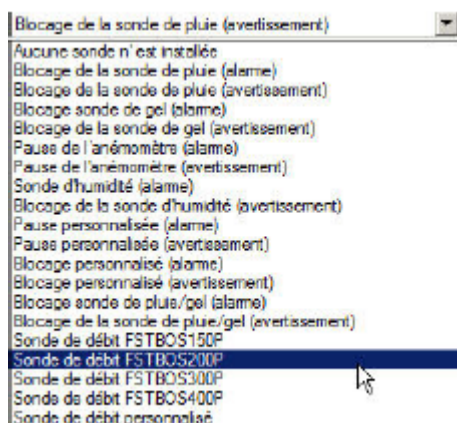 Blocage de la sonde de pluie (avertissement)
Aucune sonde n'est installée
Blocage de la sonde de pluie (alarme)
Blocage de la sonde de pluie (avertissement)
Blocage sonde de gel (alarme)
Blocage de la sonde de gel (avertissement)
Pause de l'anémomètre (alarme)
Pause de l'anémomètre (avertissement)
Sonde d'humidité (alarme)
Blocage de la sonde d'humidité (avertissement)
Pause personnalisée (alarme)
Pause personnalisée (avertissement)
Blocage personnalisé (alarme)
Blocage personnalisé (avertissement)
Blocage sonde de pluie/gel (alarme)
Blocage de la sonde de pluie/gel (avertissement)
Sonde de débit FSTBOS150P
Sonde de débit FSTBOS200P
Sonde de débit FSTBOS300P
Sonde de débit FSTBOS400P
Sonde de débit personnalisé